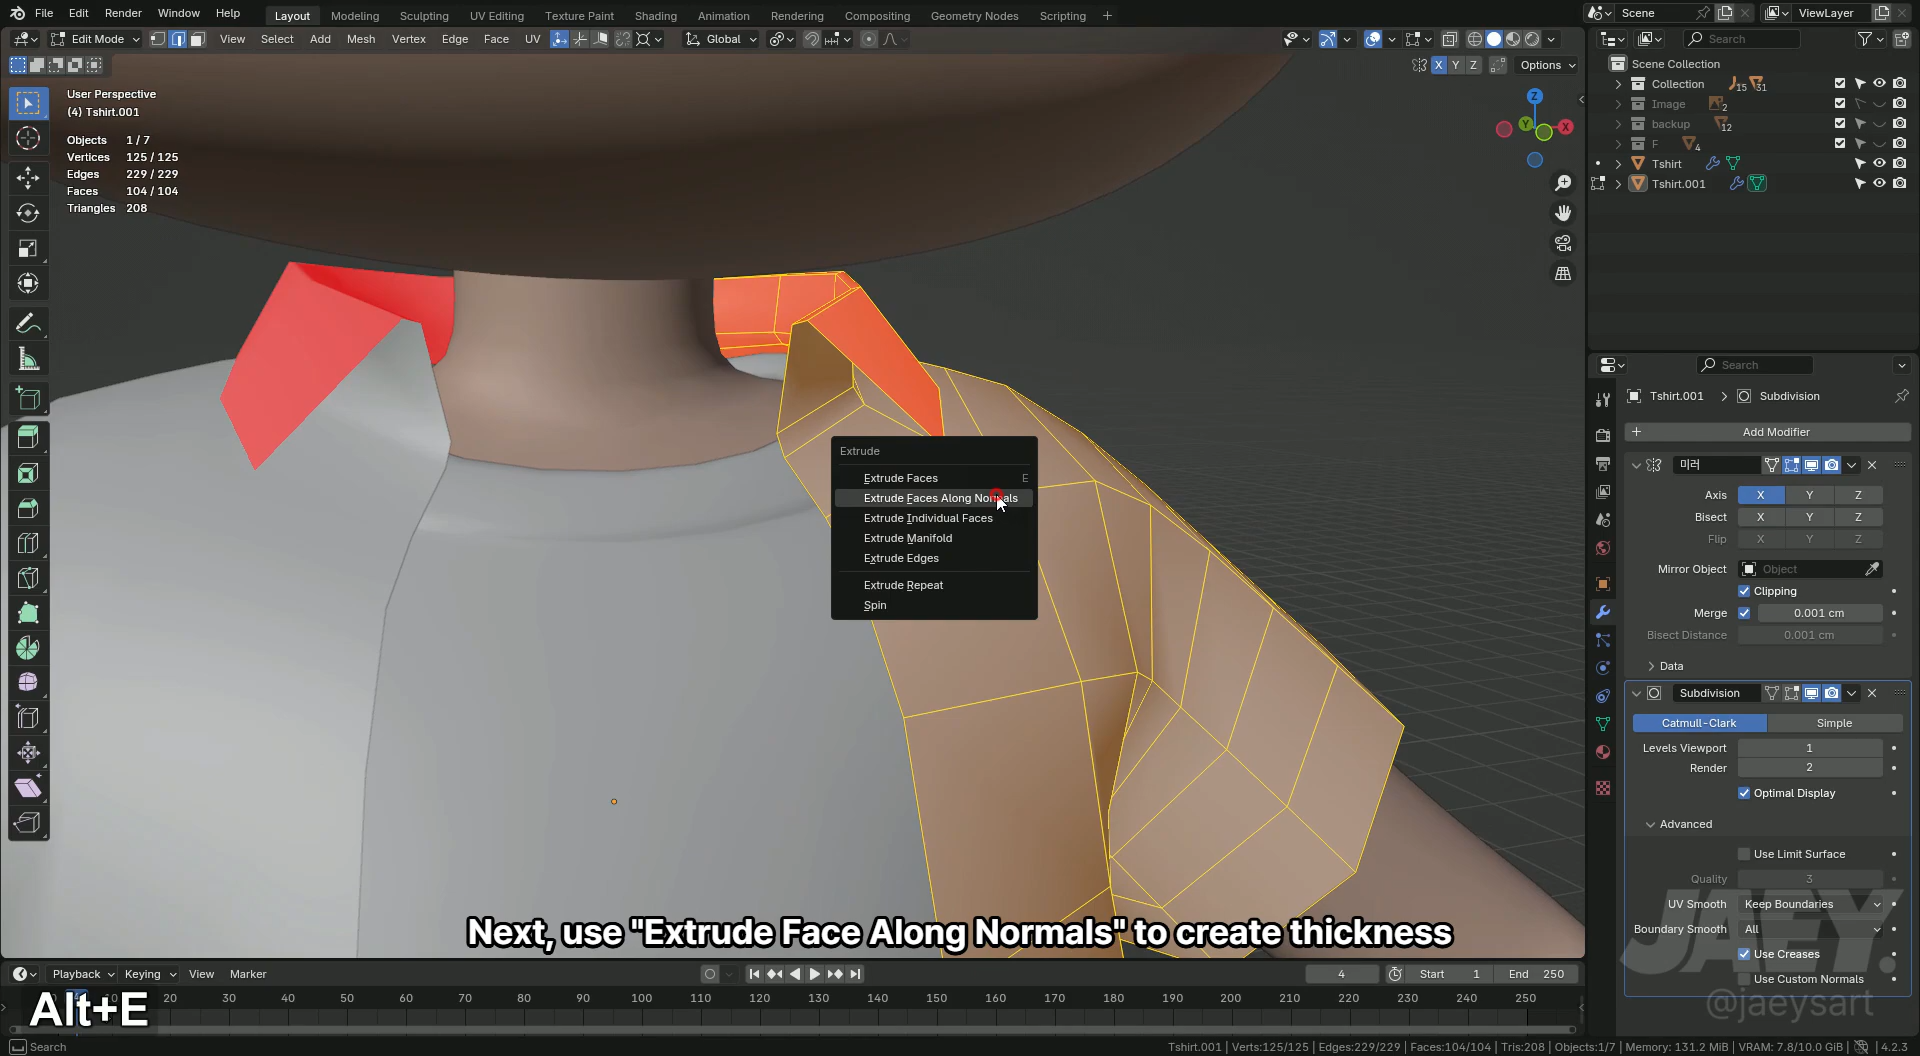 File Edit Render Window Help Layout Modeling Sculpting UV Editing Texture Paint Shading Animation Rendering Compositing Geometry Nodes Scripting + Scene ViewLayer
Edit Mode View Select Add Mesh Vertex Edge Face UV Global Search
X Y Z Options
Scene Collection
User Perspective
(4) Tshirt.001
Collection 15 31
Image 2
backup 12
F 4
Tshirt
Tshirt.001
Objects 1 / 7
Vertices 125 / 125
Edges 229 / 229
Faces 104 / 104
Triangles 208
Z
Y
X
Search
Tshirt.001 > Subdivision
+ Add Modifier
미러
Axis X Y Z
Bisect X Y Z
Flip X Y Z
Mirror Object Object
Clipping
Merge 0.001 cm
Bisect Distance 0.001 cm
Data
Subdivision
Catmull-Clark Simple
Levels Viewport 1
Render 2
Optimal Display
Advanced
Use Limit Surface
Quality 3
UV Smooth Keep Boundaries
Boundary Smooth All
Use Creases
Use Custom Normals
JAEY.
@jaeysart
Extrude
Extrude Faces E
Extrude Faces Along Normals
Extrude Individual Faces
Extrude Manifold
Extrude Edges
Extrude Repeat
Spin
Next, use "Extrude Face Along Normals" to create thickness
Playback Keying View Marker 4 Start 1 End 250
10 20 30 40 50 60 70 80 90 100 110 120 130 140 150 160 170 180 190 200 210 220 230 240 250
Alt+E
Search
Tshirt.001 | Verts:125/125 | Edges:229/229 | Faces:104/104 | Tris:208 | Objects:1/7 | Memory: 131.2 MiB | VRAM: 7.8/10.0 GiB | 4.2.3